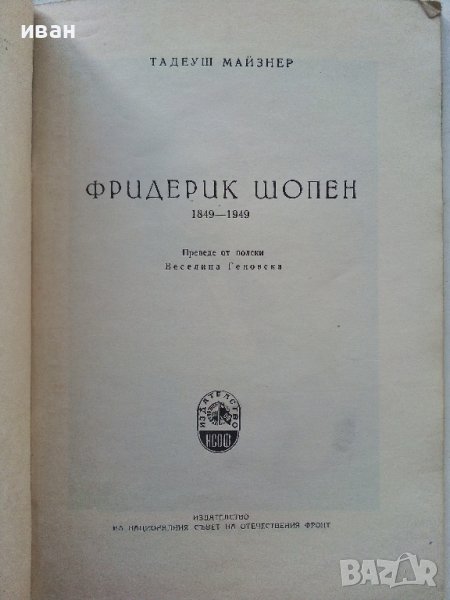 иван
ТАДЕУШ МАЙЗНЕР
ФРИДЕРИК ШОПЕН
1849—1949
Преведе от полски
Веселина Геновска
ИЗДАТЕЛСТВО
НСОФ
ИЗДАТЕЛСТВО
НА НАЦИОНАЛНИЯ СЪВЕТ НА ОТЕЧЕСТВЕНИЯ ФРОНТ
BAZAR